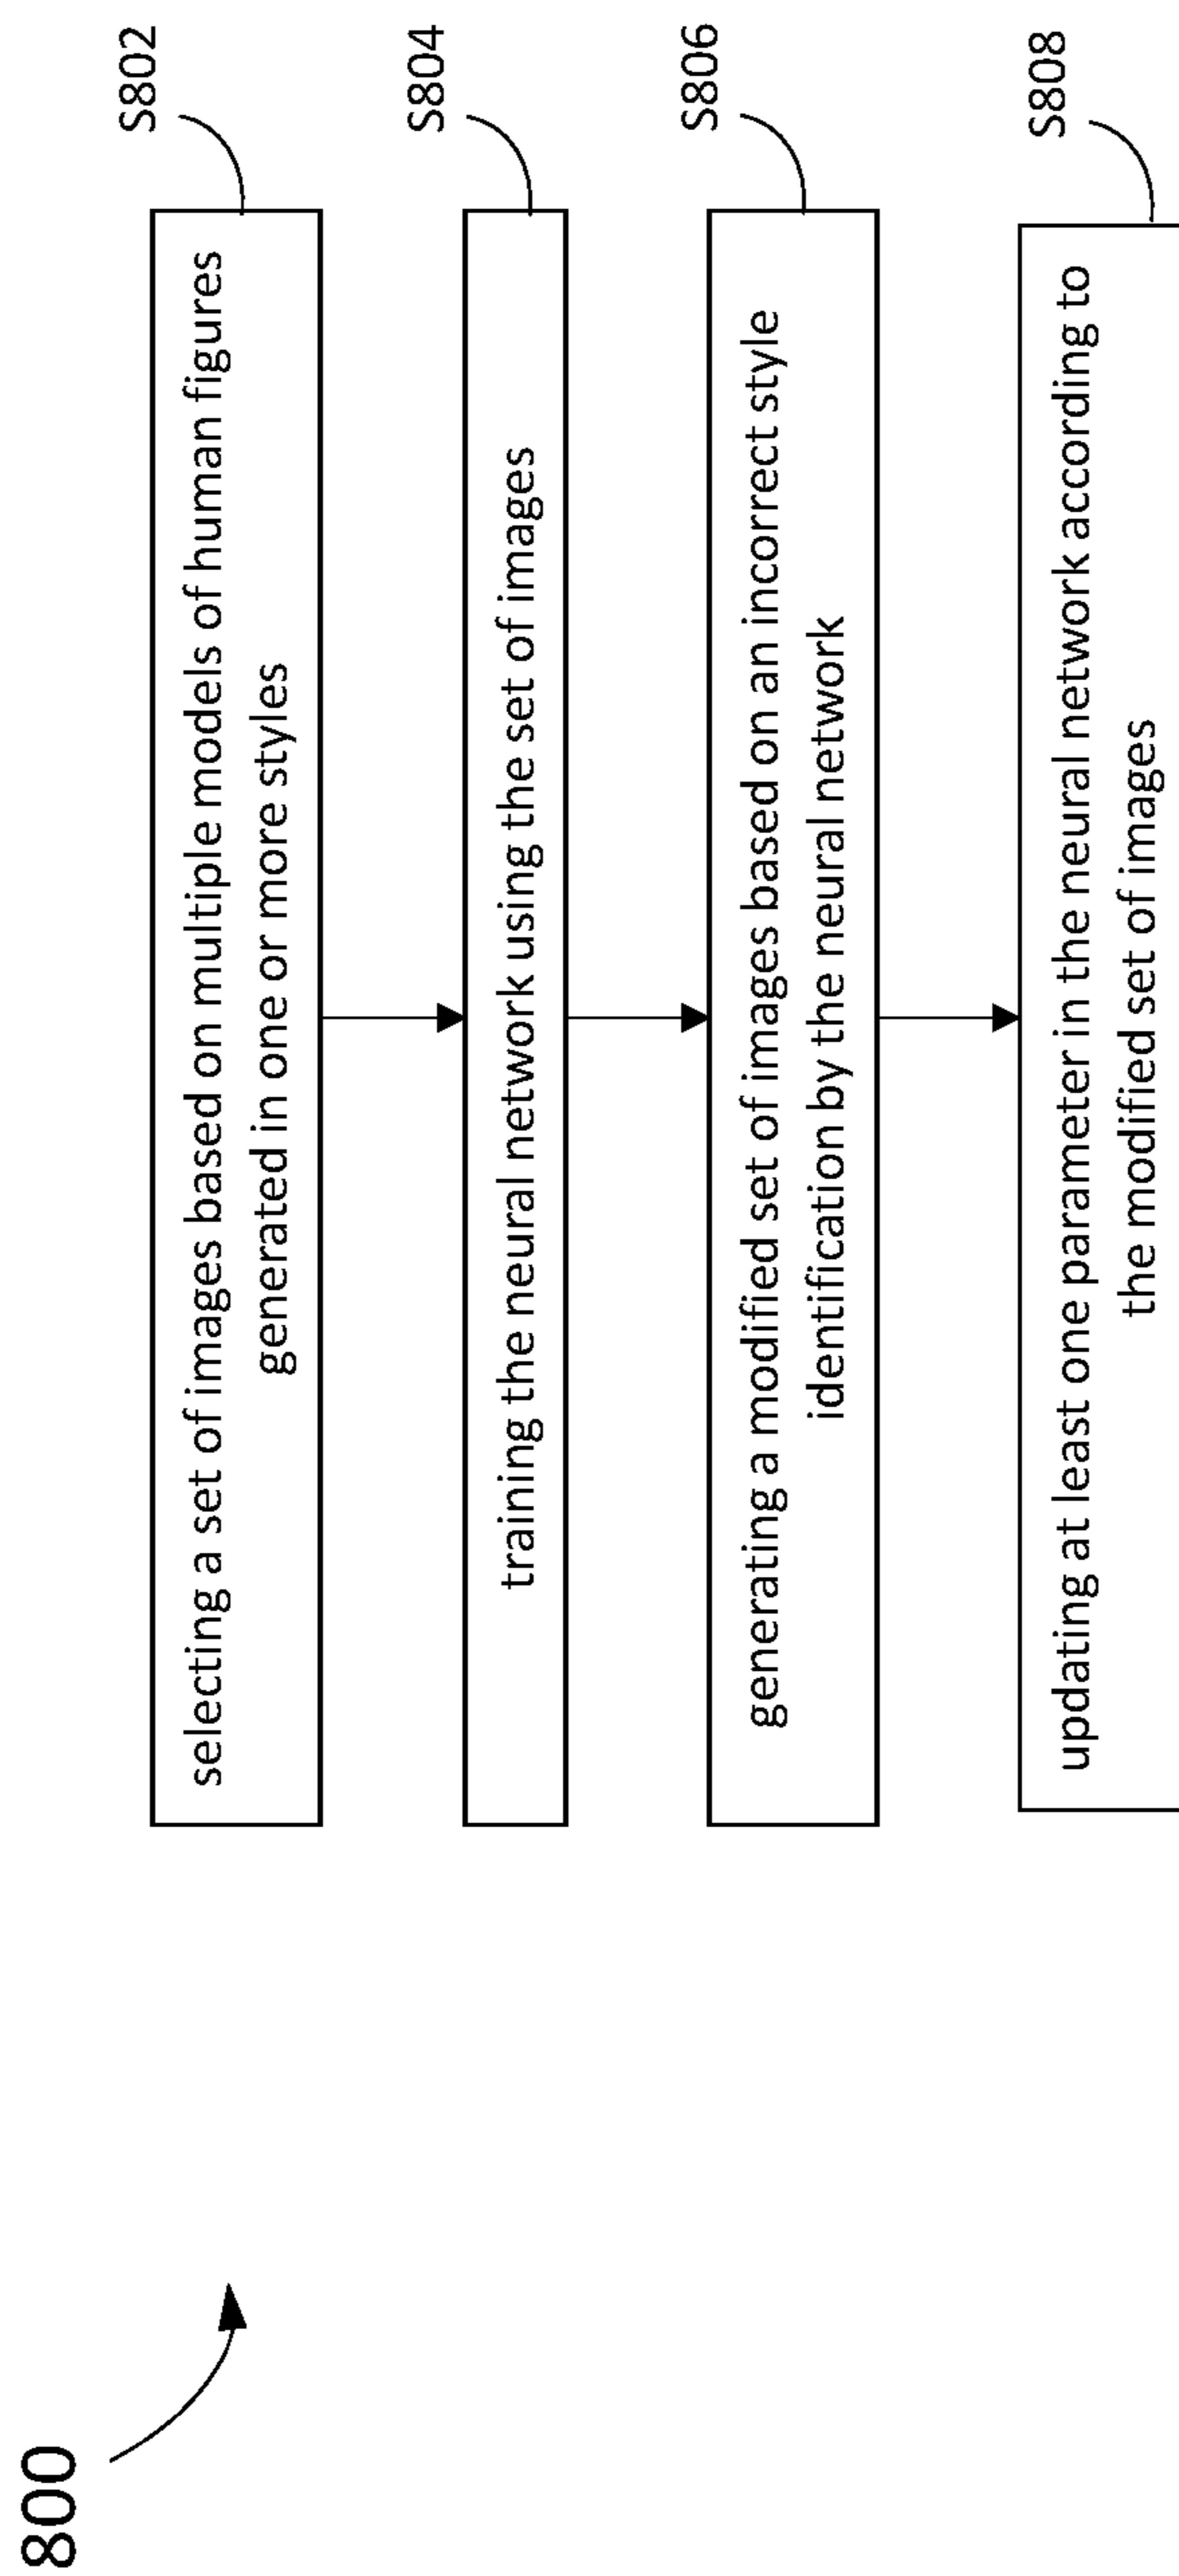 800
S802
selecting a set of images based on multiple models of human figures
generated in one or more styles
S804
training the neural network using the set of images
S806
generating a modified set of images based on an incorrect style
identification by the neural network
S808
updating at least one parameter in the neural network according to
the modified set of images